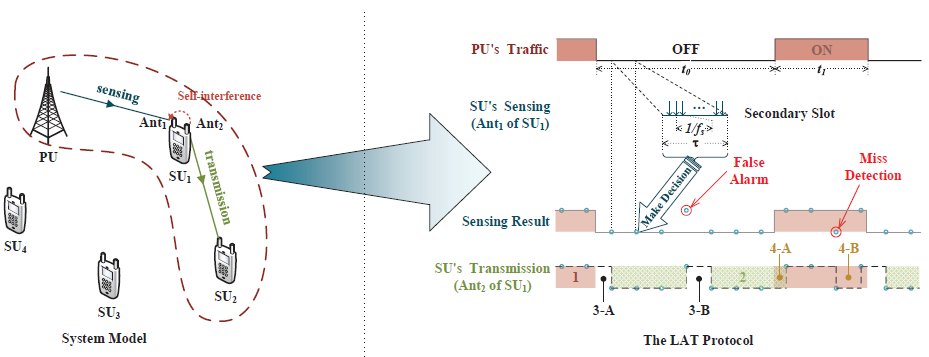 sensing
Self-interference
Ant1
Ant2
PU
SU1
transmission
SU4
SU2
SU3
System Model
PU's Traffic
OFF
ON
t0
t1
SU's Sensing
(Ant1 of SU1)
...
Secondary Slot
1/fs
τ
Make Decision
False
Alarm
Miss
Detection
Sensing Result
4-A
4-B
SU's Transmission
(Ant2 of SU1)
1
2
3-A
3-B
The LAT Protocol